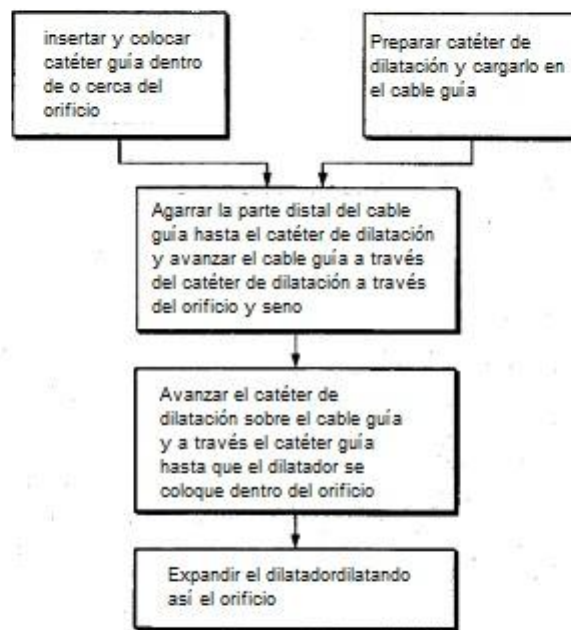 insertar y colocar
catéter guía dentro
de o cerca del
orificio
Preparar catéter de
dilatación y cargarlo en
el cable guía
Agarrar la parte distal del cable
guía hasta el catéter de dilatación
y avanzar el cable guía a través
del catéter de dilatación a través
del orificio y seno
Avanzar el catéter de
dilatación sobre el cable guía
y a través el catéter guía
hasta que el dilatador se
coloque dentro del orificio
Expandir el dilatadordilatando
así el orificio